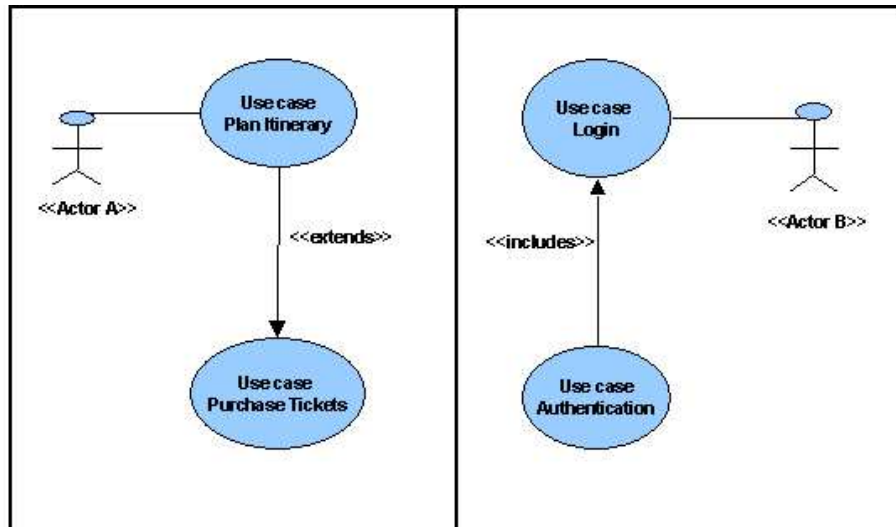 Use case
Plan Itinerary
<<Actor A>>
<<extends>>
Use case
Purchase Tickets
Use case
Login
<<Actor B>>
<<includes>>
Use case
Authentication